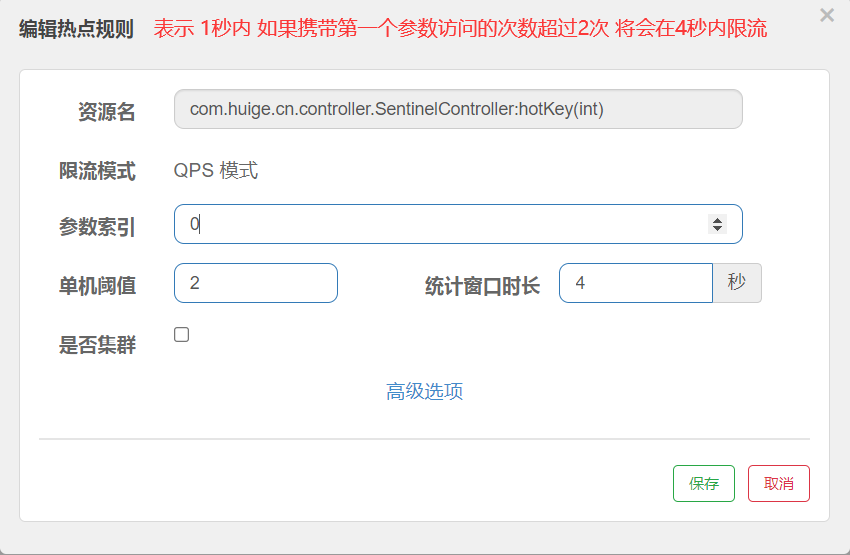 编辑热点规则 表示 1秒内 如果携带第一个参数访问的次数超过2次 将会在4秒内限流 ×
资源名 com.huige.cn.controller.SentinelController:hotKey(int)
限流模式 QPS 模式
参数索引 0
单机阈值 2 统计窗口时长 4 秒
是否集群
高级选项
保存 取消